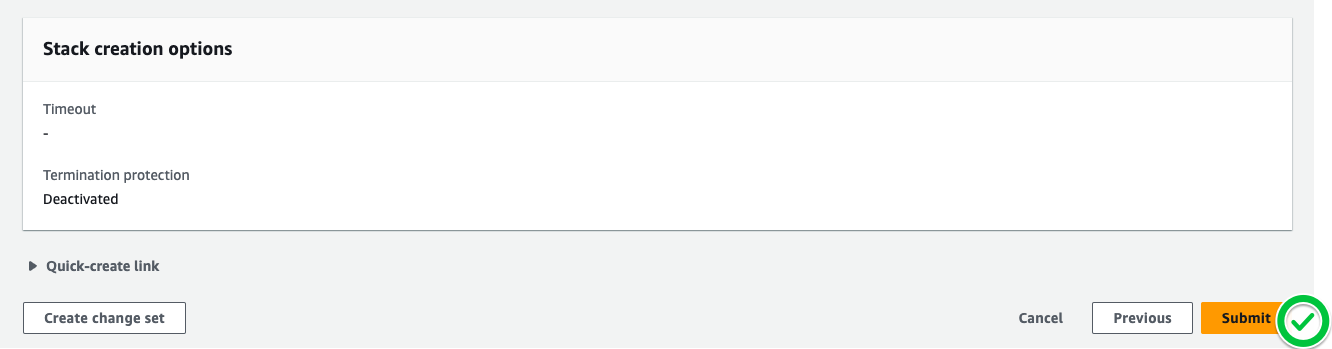 Stack creation options
Timeout
-
Termination protection
Deactivated
Quick-create link
Create change set
Cancel
Previous
Submit